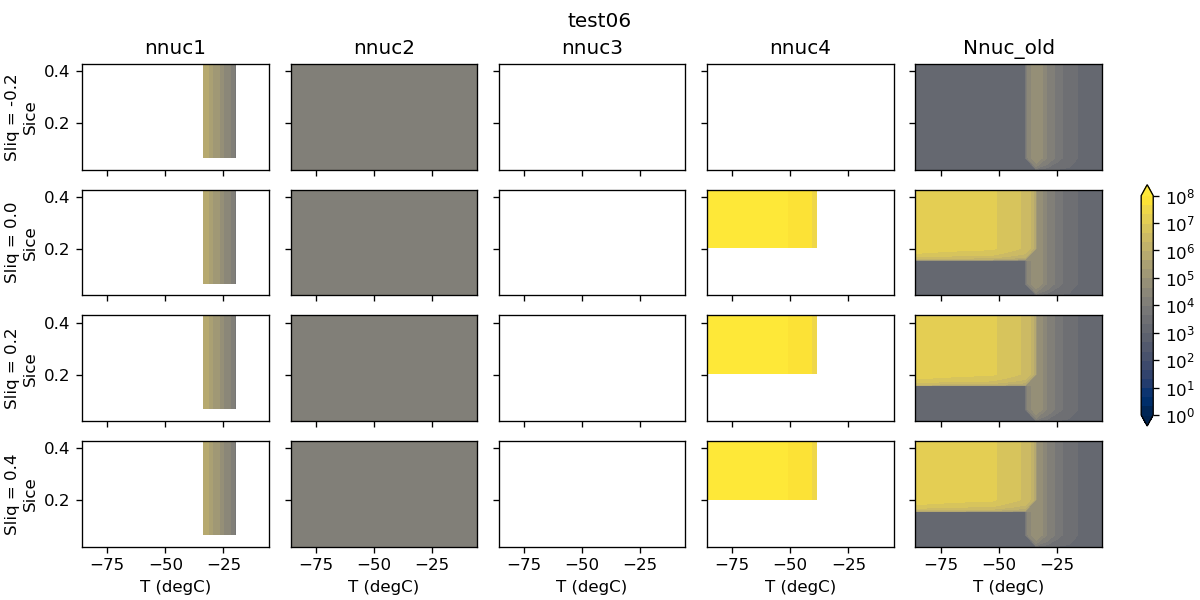 test06
nnuc1 nnuc2 nnuc3 nnuc4 Nnuc_old
Sliq = -0.2
Sice
0.4
0.2
Sliq = 0.0
Sice
0.4
0.2
Sliq = 0.2
Sice
0.4
0.2
Sliq = 0.4
Sice
0.4
0.2
−75 −50 −25 −75 −50 −25 −75 −50 −25 −75 −50 −25 −75 −50 −25
T (degC) T (degC) T (degC) T (degC) T (degC)
10⁸
10⁷
10⁶
10⁵
10⁴
10³
10²
10¹
10⁰